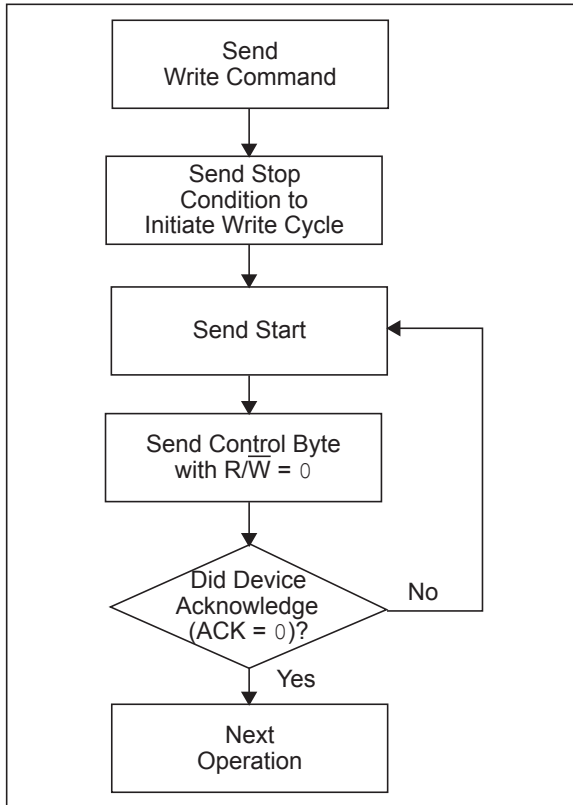 Send
Write Command
Send Stop
Condition to
Initiate Write Cycle
Send Start
Send Control Byte
with R/W̅ = 0
Did Device
Acknowledge
(ACK = 0)?
No
Yes
Next
Operation